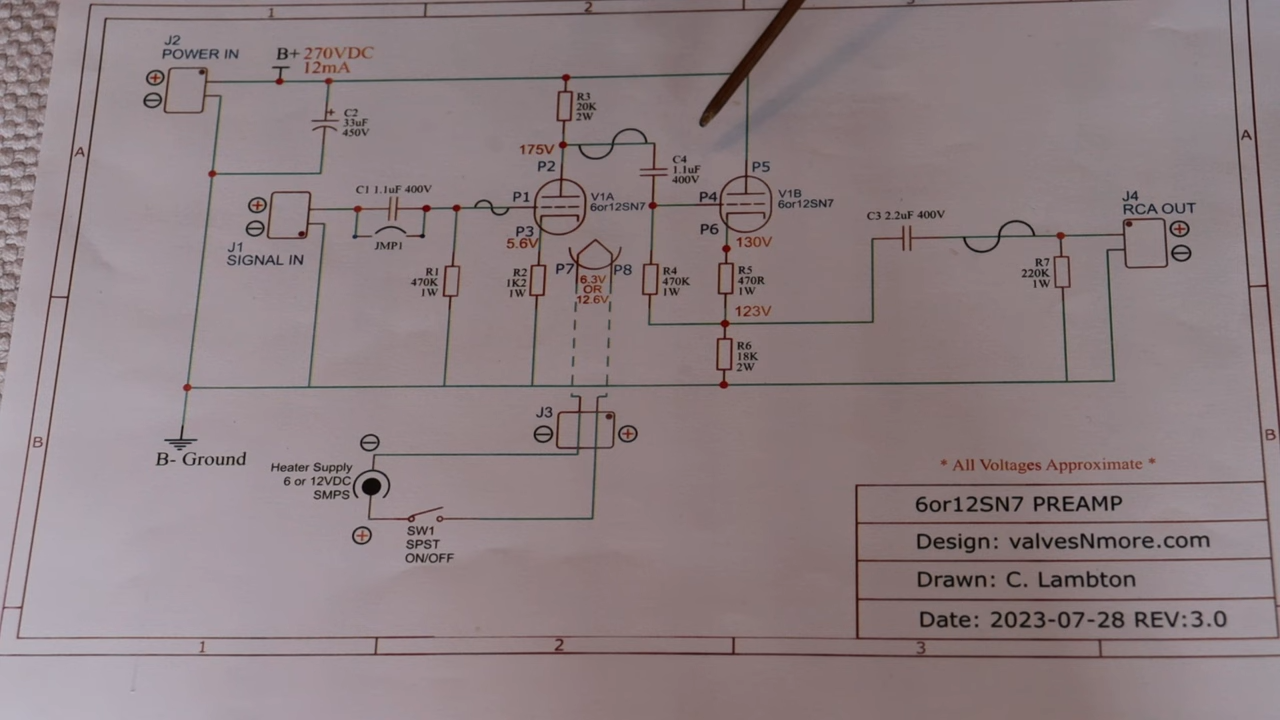 1
2
3
J2
POWER IN
B+ 270VDC
12mA
C2
33uF
450V
R3
20K
2W
175V
P2
C4
1.1uF
400V
P5
A
A
C1 1.1uF 400V
P1
V1A
6or12SN7
P4
V1B
6or12SN7
J4
RCA OUT
C3 2.2uF 400V
JMP1
P3
5.6V
P6
130V
J1
SIGNAL IN
R1
470K
1W
R2
1K2
1W
P7
P8
6.3V
OR
12.6V
R4
470K
1W
R5
470R
1W
R7
220K
1W
123V
R6
18K
2W
J3
B
B
B- Ground
Heater Supply
6 or 12VDC
SMPS
SW1
SPST
ON/OFF
* All Voltages Approximate *
6or12SN7 PREAMP
Design: valvesNmore.com
Drawn: C. Lambton
Date: 2023-07-28 REV:3.0
1
2
3